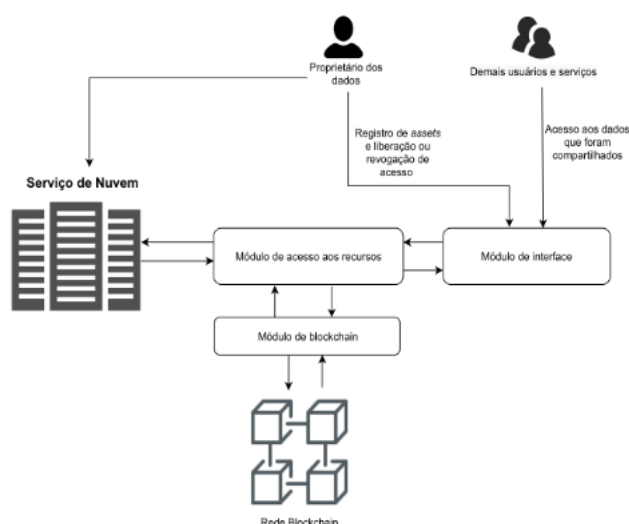 Proprietário dos
dados
Demais usuários e serviços
Registro de assets
e liberação ou
revogação de
acesso
Acesso aos dados
que foram
compartilhados
Serviço de Nuvem
Módulo de acesso aos recursos
Módulo de interface
Módulo de blockchain
Rede Blockchain